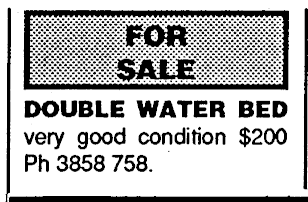 FOR
SALE
DOUBLE WATER BED
very good condition $200
Ph 3858 758.